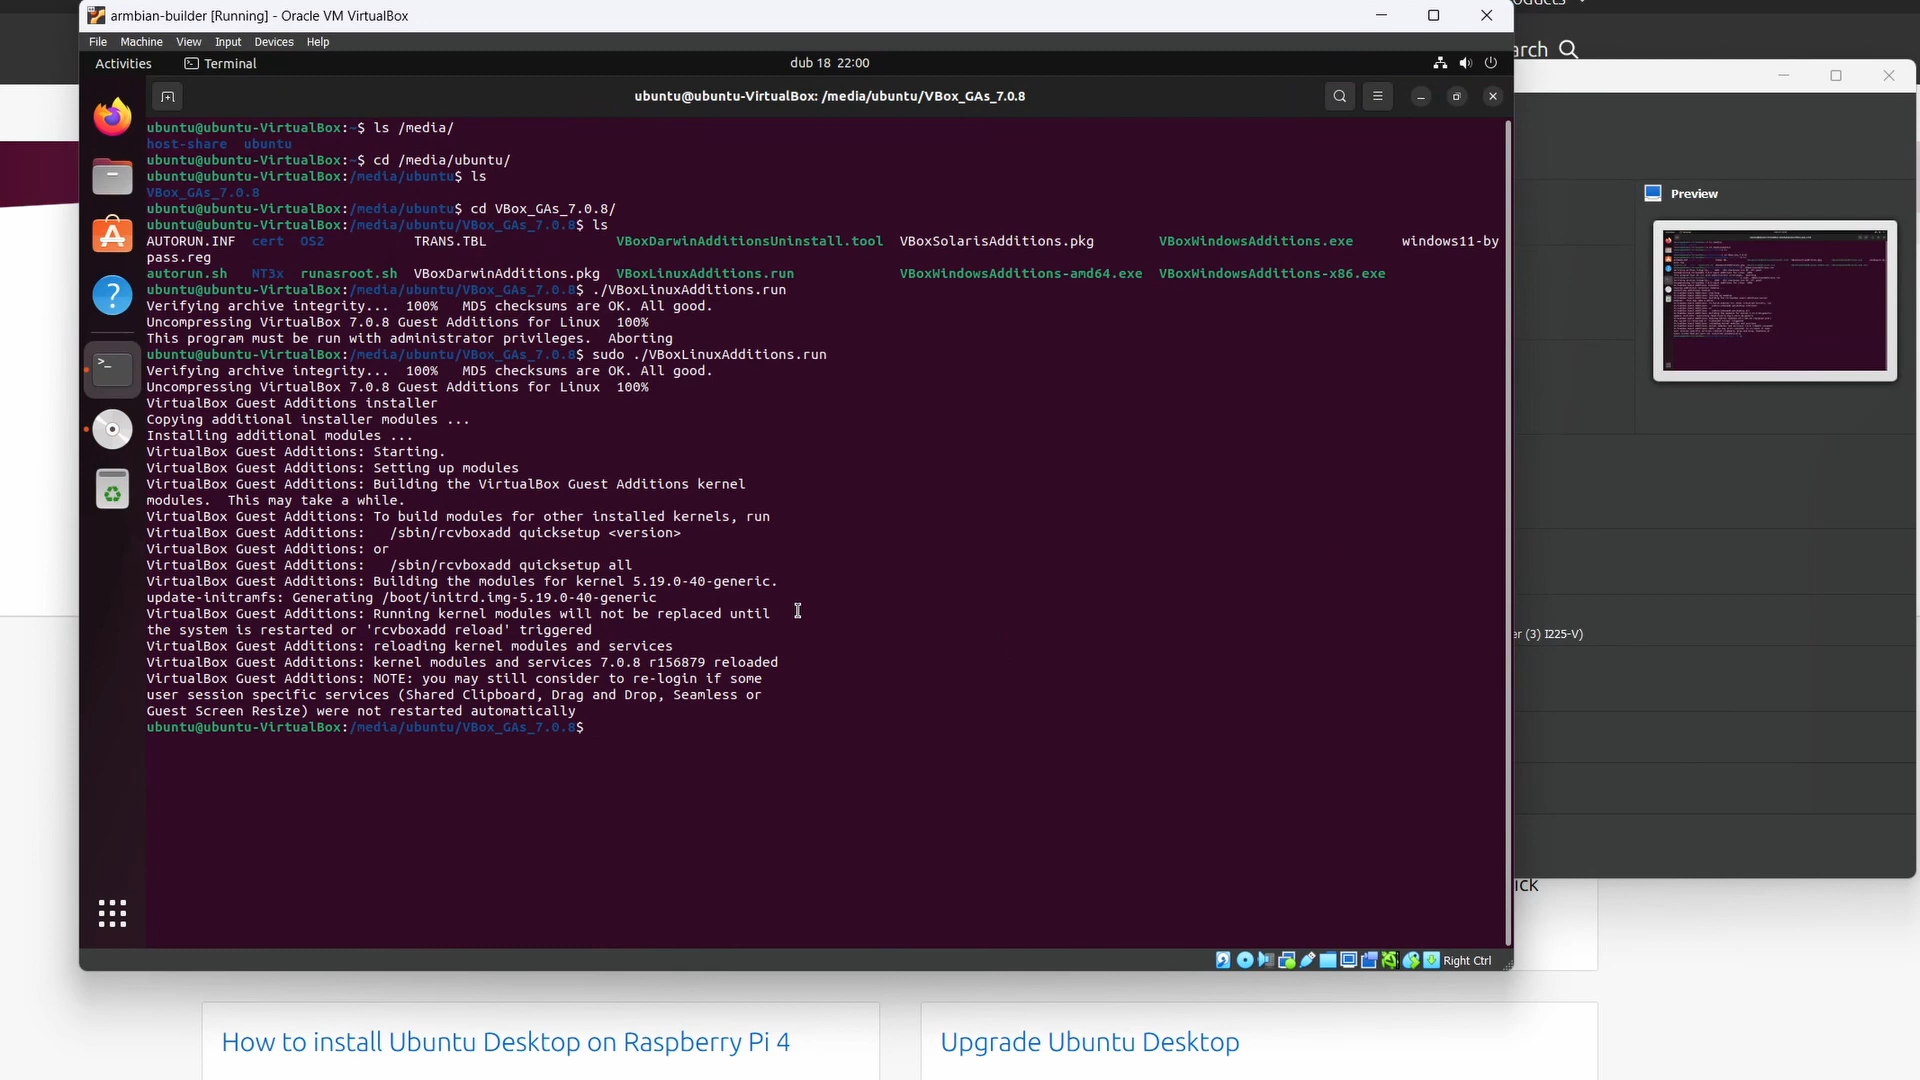 oducts
arch
armbian-builder [Running] - Oracle VM VirtualBox
File Machine View Input Devices Help
Activities Terminal dub 18 22:00
ubuntu@ubuntu-VirtualBox: /media/ubuntu/VBox_GAs_7.0.8
ubuntu@ubuntu-VirtualBox:~$ ls /media/
host-share ubuntu
ubuntu@ubuntu-VirtualBox:~$ cd /media/ubuntu/
ubuntu@ubuntu-VirtualBox:/media/ubuntu$ ls
VBox_GAs_7.0.8
ubuntu@ubuntu-VirtualBox:/media/ubuntu$ cd VBox_GAs_7.0.8/
ubuntu@ubuntu-VirtualBox:/media/ubuntu/VBox_GAs_7.0.8$ ls
AUTORUN.INF cert OS2 TRANS.TBL VBoxDarwinAdditionsUninstall.tool VBoxSolarisAdditions.pkg VBoxWindowsAdditions.exe windows11-by
pass.reg
autorun.sh NT3x runasroot.sh VBoxDarwinAdditions.pkg VBoxLinuxAdditions.run VBoxWindowsAdditions-amd64.exe VBoxWindowsAdditions-x86.exe
ubuntu@ubuntu-VirtualBox:/media/ubuntu/VBox_GAs_7.0.8$ ./VBoxLinuxAdditions.run
Verifying archive integrity... 100% MD5 checksums are OK. All good.
Uncompressing VirtualBox 7.0.8 Guest Additions for Linux 100%
This program must be run with administrator privileges. Aborting
ubuntu@ubuntu-VirtualBox:/media/ubuntu/VBox_GAs_7.0.8$ sudo ./VBoxLinuxAdditions.run
Verifying archive integrity... 100% MD5 checksums are OK. All good.
Uncompressing VirtualBox 7.0.8 Guest Additions for Linux 100%
VirtualBox Guest Additions installer
Copying additional installer modules ...
Installing additional modules ...
VirtualBox Guest Additions: Starting.
VirtualBox Guest Additions: Setting up modules
VirtualBox Guest Additions: Building the VirtualBox Guest Additions kernel
modules. This may take a while.
VirtualBox Guest Additions: To build modules for other installed kernels, run
VirtualBox Guest Additions: /sbin/rcvboxadd quicksetup <version>
VirtualBox Guest Additions: or
VirtualBox Guest Additions: /sbin/rcvboxadd quicksetup all
VirtualBox Guest Additions: Building the modules for kernel 5.19.0-40-generic.
update-initramfs: Generating /boot/initrd.img-5.19.0-40-generic
VirtualBox Guest Additions: Running kernel modules will not be replaced until
the system is restarted or 'rcvboxadd reload' triggered
VirtualBox Guest Additions: reloading kernel modules and services
VirtualBox Guest Additions: kernel modules and services 7.0.8 r156879 reloaded
VirtualBox Guest Additions: NOTE: you may still consider to re-login if some
user session specific services (Shared Clipboard, Drag and Drop, Seamless or
Guest Screen Resize) were not restarted automatically
ubuntu@ubuntu-VirtualBox:/media/ubuntu/VBox_GAs_7.0.8$
Right Ctrl
Preview
er (3) I225-V)
ick
How to install Ubuntu Desktop on Raspberry Pi 4
Upgrade Ubuntu Desktop